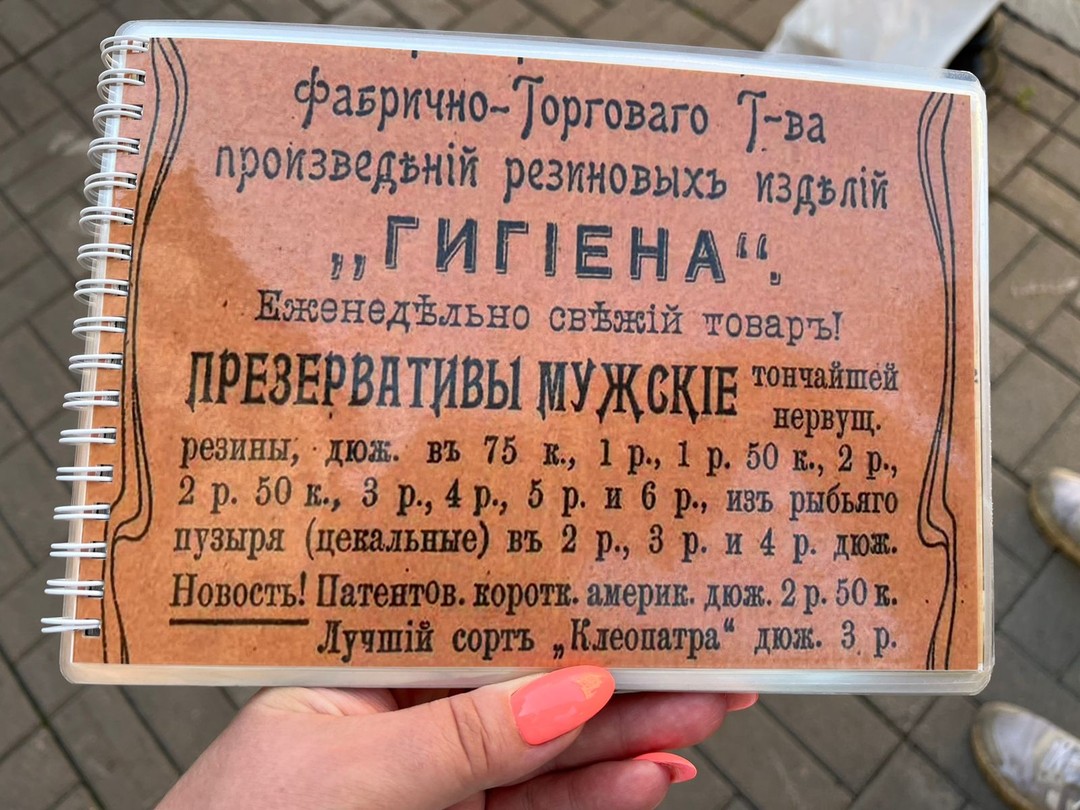 Фабрично-Торговаго Т-ва
произведѣній резиновыхъ издѣлій
„ГИГІЕНА“.
Еженедѣльно свѣжій товаръ!
ПРЕЗЕРВАТИВЫ МУЖСКІЕ тончайшей нервущ.
резины, дюж. въ 75 к., 1 р., 1 р. 50 к., 2 р.,
2 р. 50 к., 3 р., 4 р., 5 р. и 6 р., изъ рыбьяго
пузыря (цекальные) въ 2 р., 3 р. и 4 р. дюж.
Новость! Патентов. коротк. америк. дюж. 2 р. 50 к.
Лучшій сортъ „Клеопатра“ дюж. 3 р.